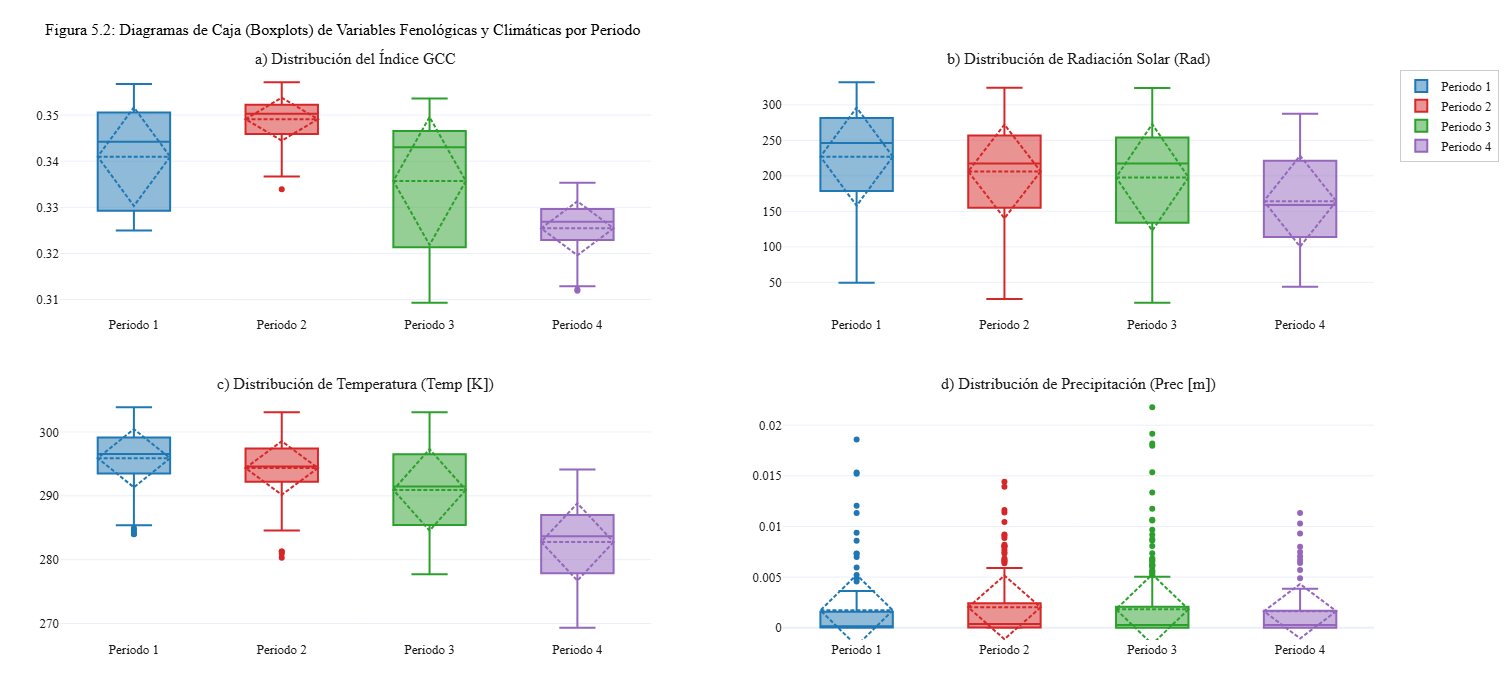 Figura 5.2: Diagramas de Caja (Boxplots) de Variables Fenológicas y Climáticas por Periodo
a) Distribución del Índice GCC
0.35
0.34
0.33
0.32
0.31
Periodo 1 Periodo 2 Periodo 3 Periodo 4
b) Distribución de Radiación Solar (Rad)
300
250
200
150
100
50
Periodo 1 Periodo 2 Periodo 3 Periodo 4
Periodo 1
Periodo 2
Periodo 3
Periodo 4
c) Distribución de Temperatura (Temp [K])
300
290
280
270
Periodo 1 Periodo 2 Periodo 3 Periodo 4
d) Distribución de Precipitación (Prec [m])
0.02
0.015
0.01
0.005
0
Periodo 1 Periodo 2 Periodo 3 Periodo 4